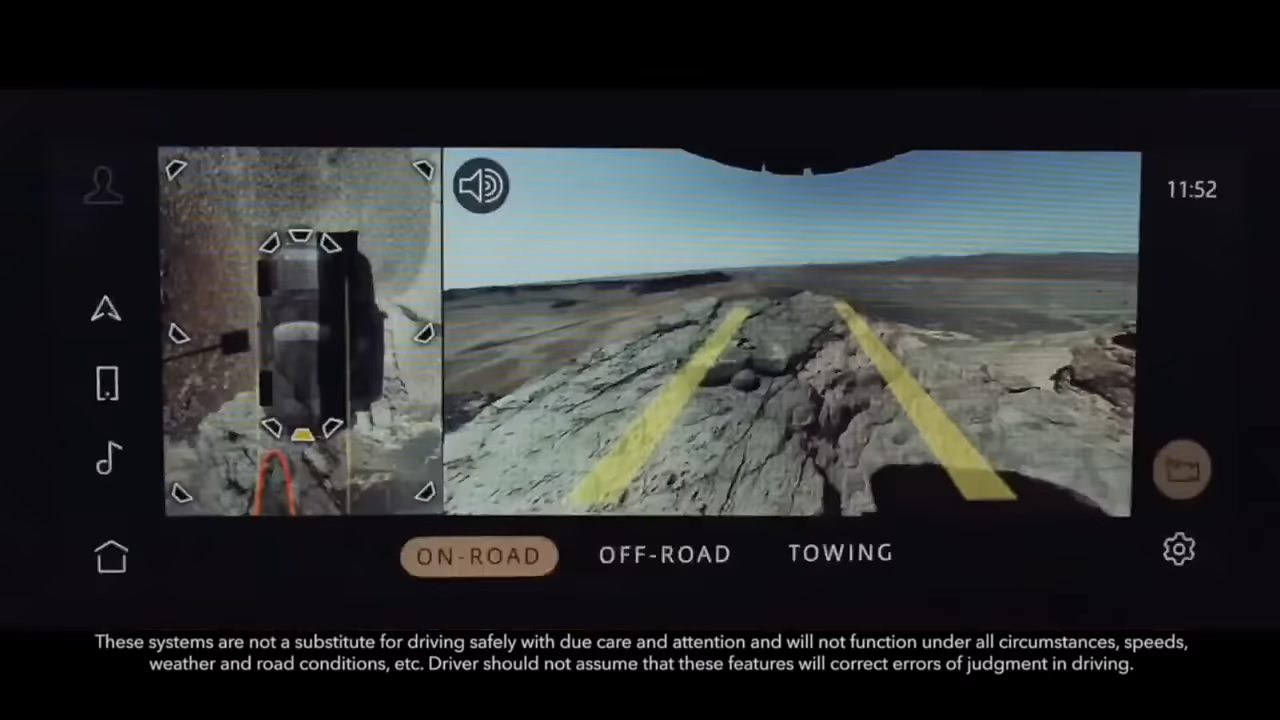 11:52
ON-ROAD OFF-ROAD TOWING
These systems are not a substitute for driving safely with due care and attention and will not function under all circumstances, speeds,
weather and road conditions, etc. Driver should not assume that these features will correct errors of judgment in driving.